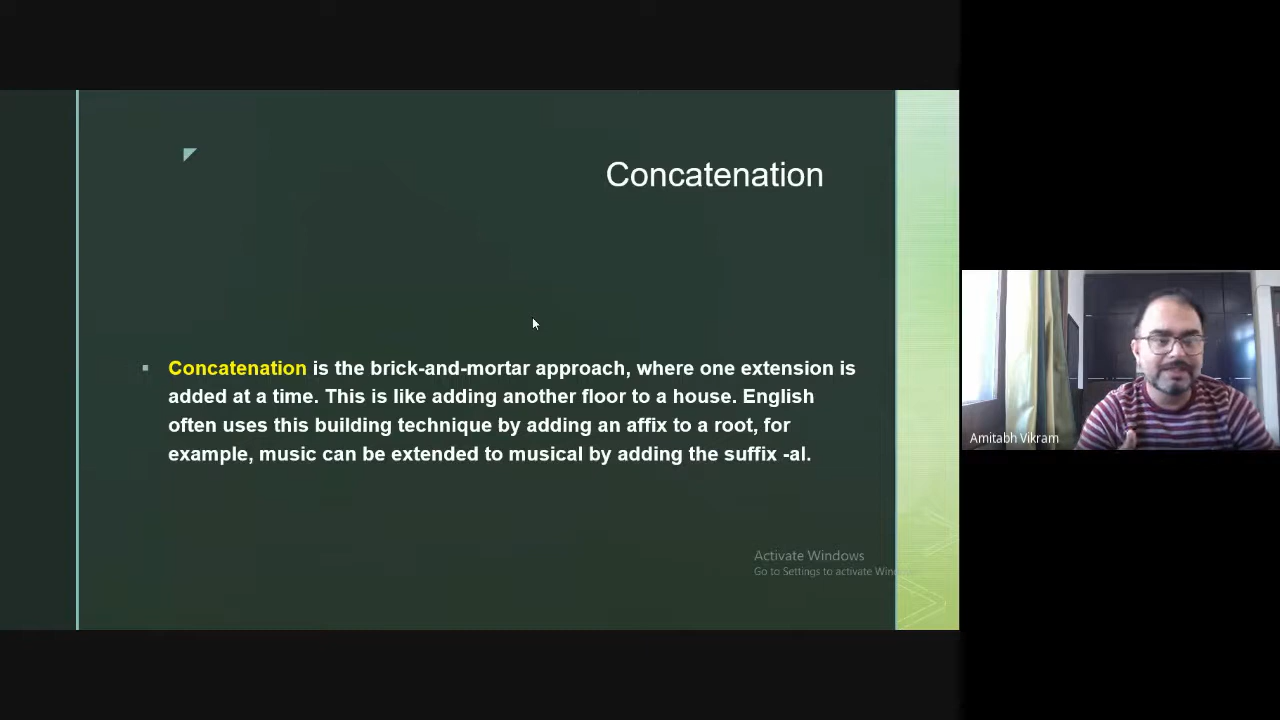 Concatenation
Concatenation is the brick-and-mortar approach, where one extension is
added at a time. This is like adding another floor to a house. English
often uses this building technique by adding an affix to a root, for
example, music can be extended to musical by adding the suffix -al.
Amitabh Vikram
Activate Windows
Go to Settings to activate Win